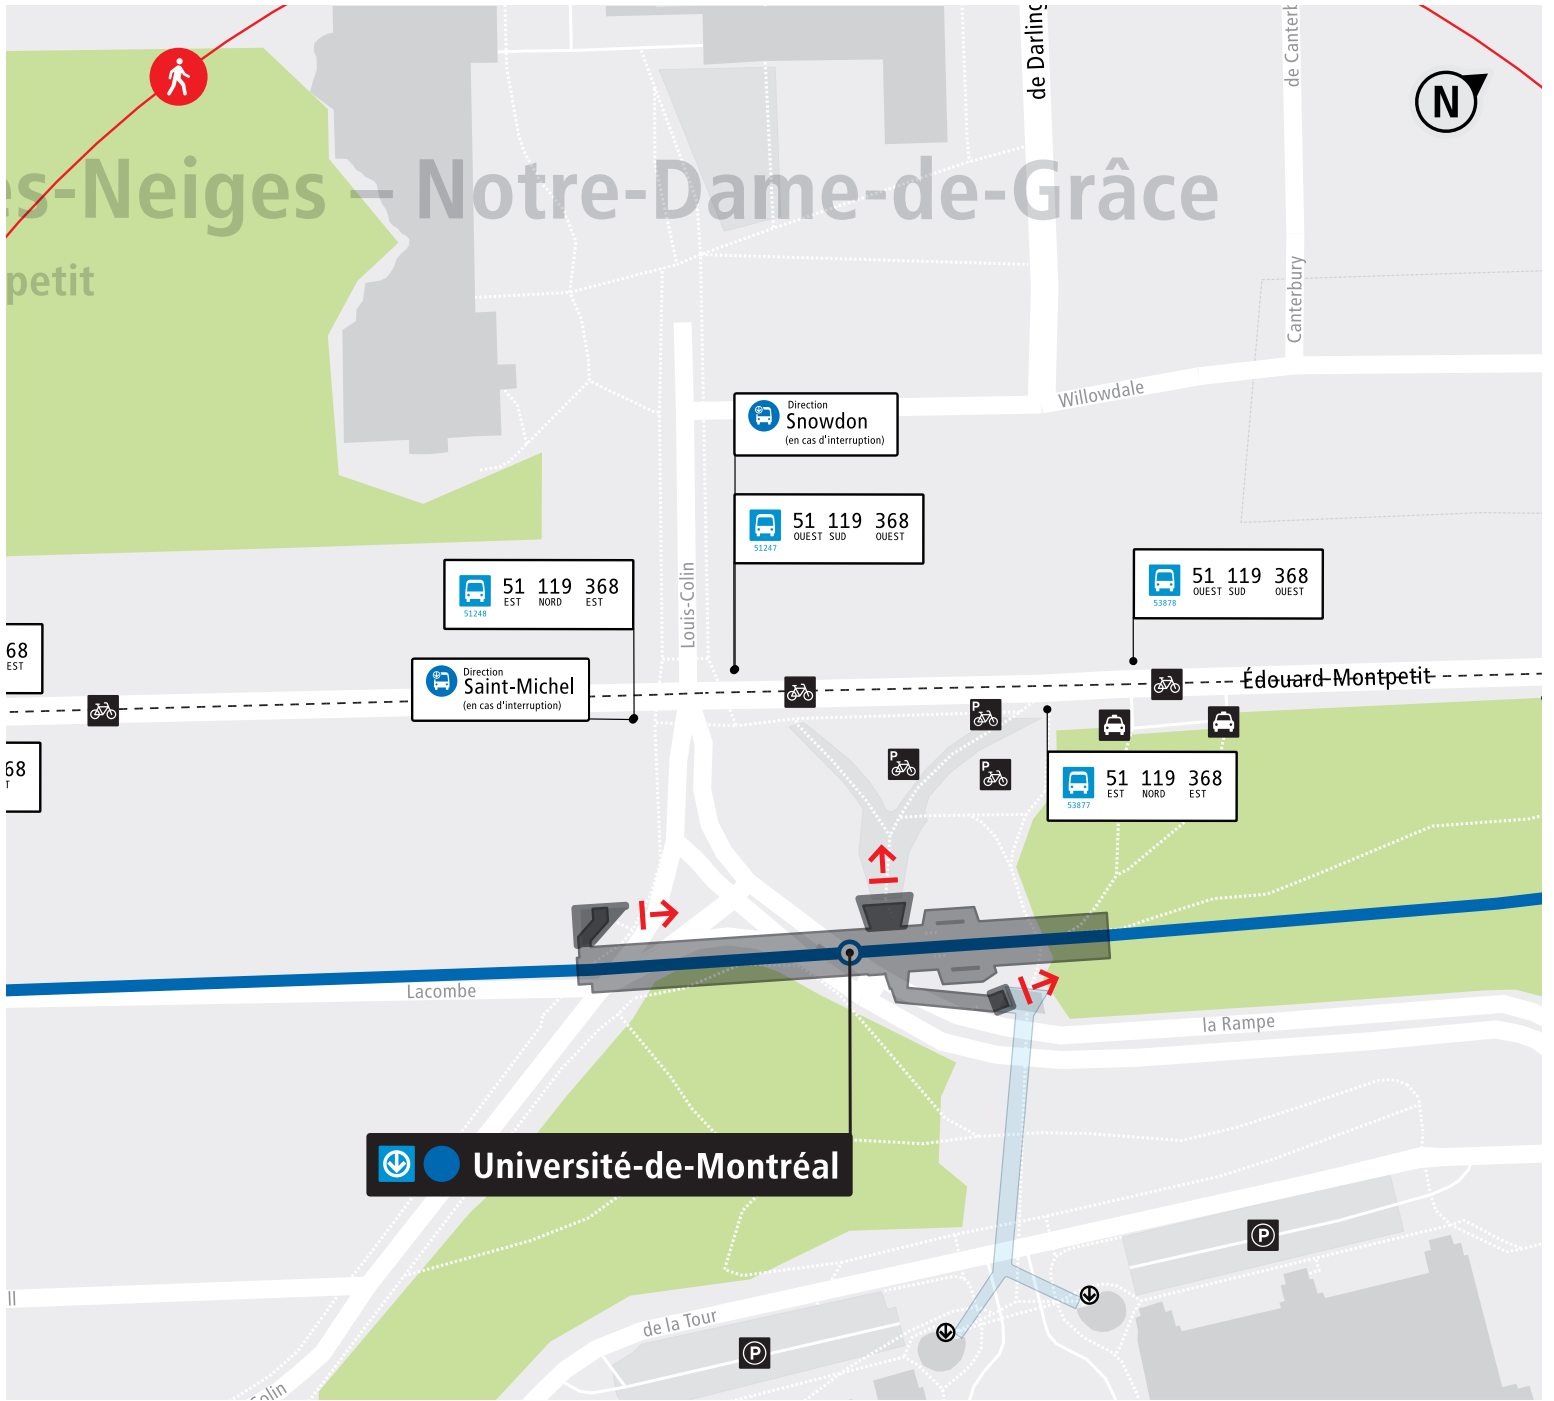 de Darling
de Canterb
N
es-Neiges – Notre-Dame-de-Grâce
petit
Canterbury
Willowdale
Direction
Snowdon
(en cas d'interruption)
51 119 368
OUEST SUD OUEST
51247
51 119 368
EST NORD EST
51248
Louis-Colin
51 119 368
OUEST SUD OUEST
53878
68
EST
Direction
Saint-Michel
(en cas d'interruption)
Édouard-Montpetit
P
P
P
68
T
51 119 368
EST NORD EST
53877
Lacombe
la Rampe
Université-de-Montréal
P
ll
de la Tour
P
Colin